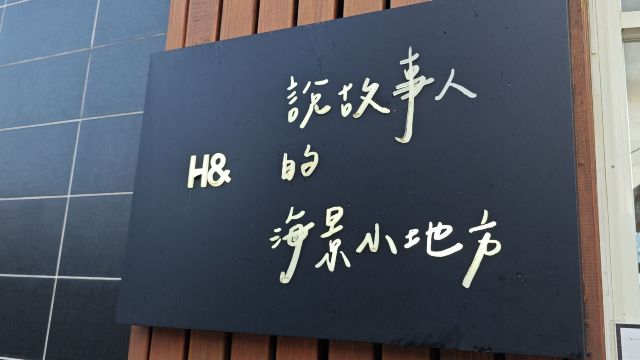 說故事人
H& 的
海景小地方